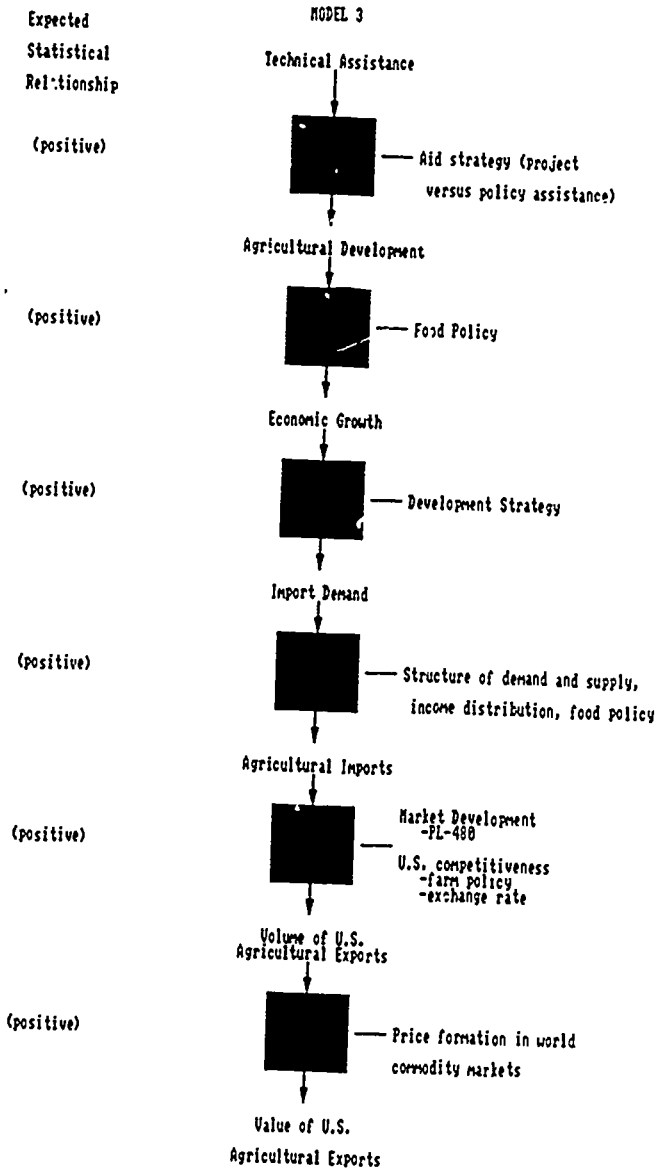 Expected
Statistical
Relationship
MODEL 3
Technical Assistance
(positive)
Aid strategy (project
versus policy assistance)
Agricultural Development
(positive)
Food Policy
Economic Growth
(positive)
Development Strategy
Import Demand
(positive)
Structure of demand and supply,
income distribution, food policy
Agricultural Imports
(positive)
Market Development
-PL-480
U.S. competitiveness
-farm policy
-exchange rate
Volume of U.S.
Agricultural Exports
(positive)
Price formation in world
commodity markets
Value of U.S.
Agricultural Exports